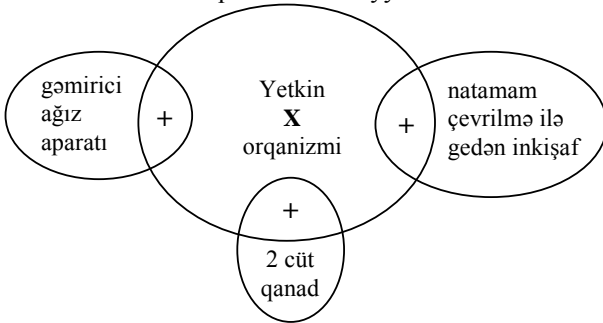 gəmirici
ağız
aparatı
+
Yetkin
X
orqanizmi
+
natamam
çevrilmə ilə
gedən inkişaf
+
2 cüt
qanad